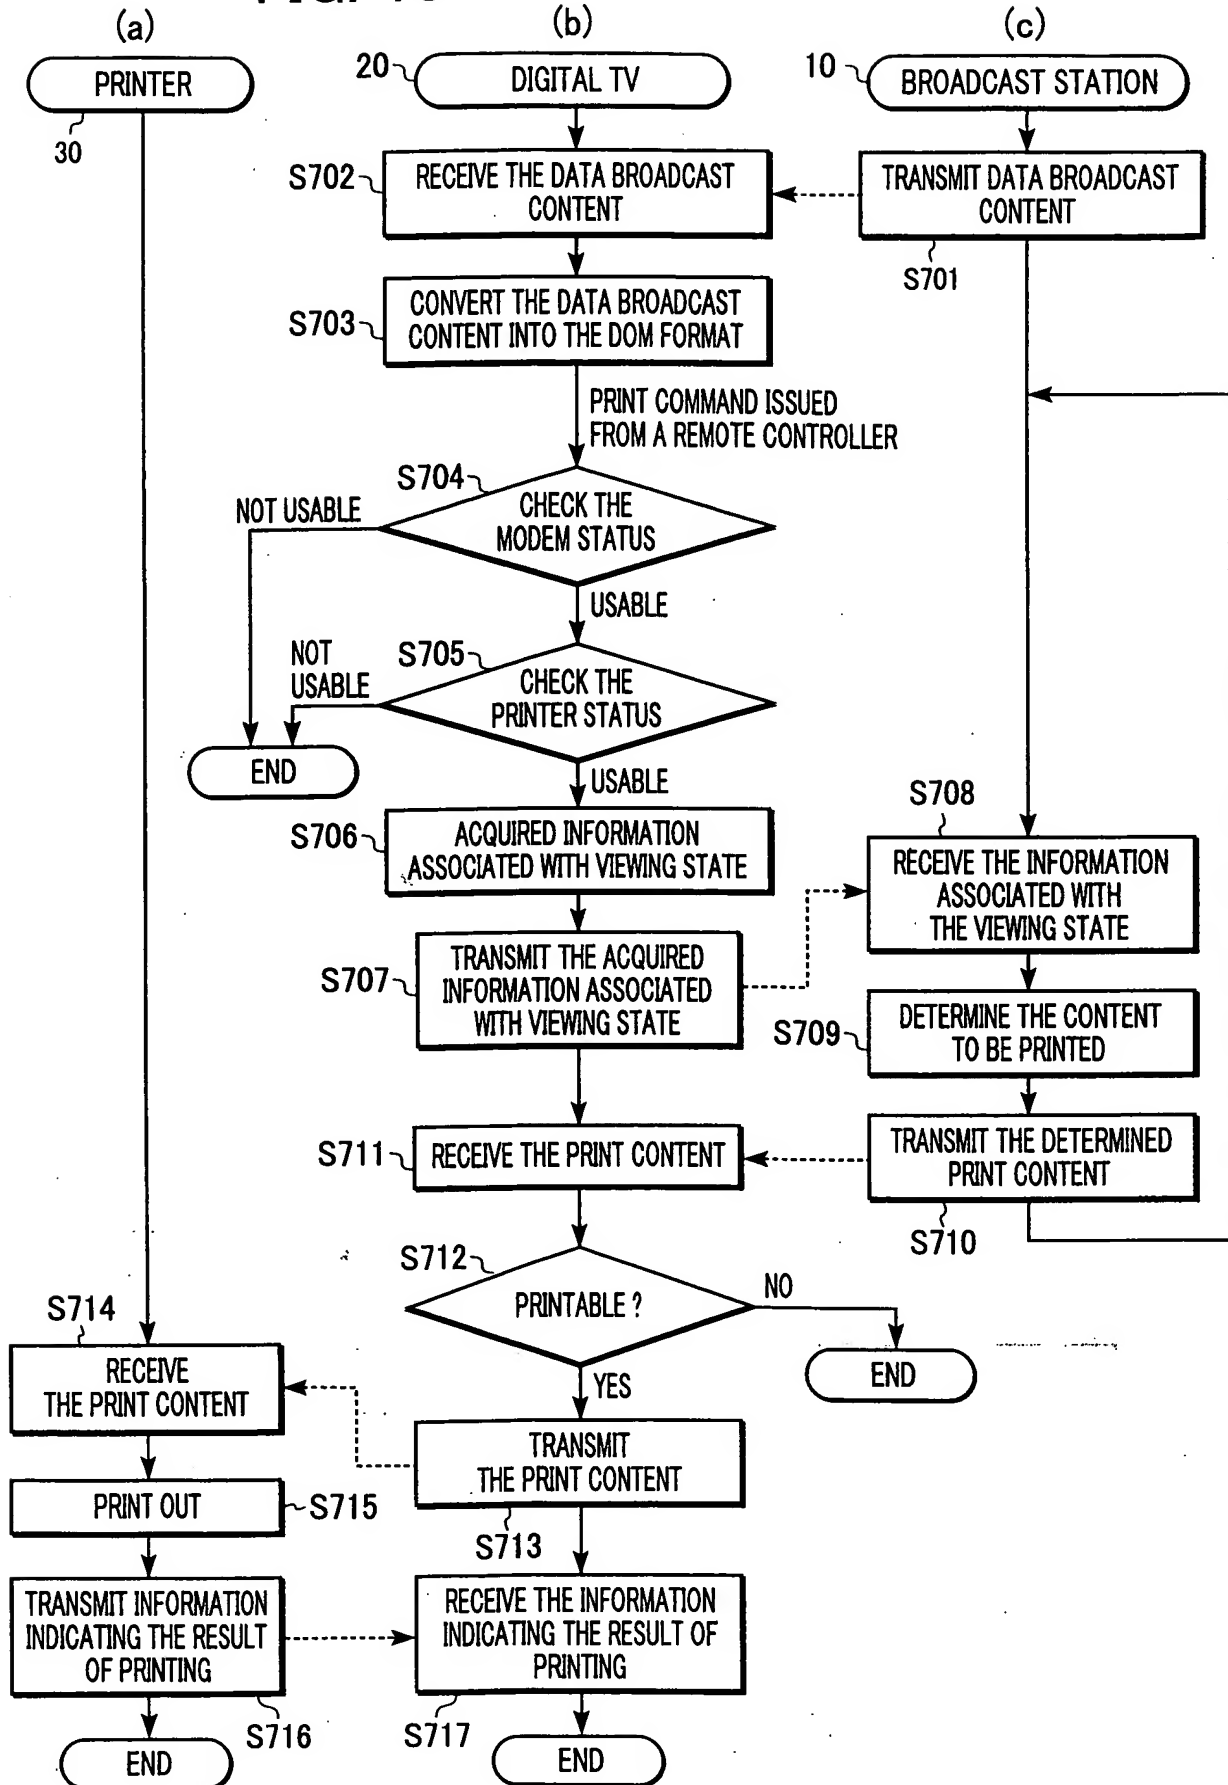 (a)
(b)
(c)
PRINTER
30
20
DIGITAL TV
10
BROADCAST STATION
S702
RECEIVE THE DATA BROADCAST
CONTENT
TRANSMIT DATA BROADCAST
CONTENT
S701
S703
CONVERT THE DATA BROADCAST
CONTENT INTO THE DOM FORMAT
PRINT COMMAND ISSUED
FROM A REMOTE CONTROLLER
S704
CHECK THE
MODEM STATUS
NOT USABLE
USABLE
S705
CHECK THE
PRINTER STATUS
NOT
USABLE
END
USABLE
S706
ACQUIRED INFORMATION
ASSOCIATED WITH VIEWING STATE
S708
RECEIVE THE INFORMATION
ASSOCIATED WITH
THE VIEWING STATE
S707
TRANSMIT THE ACQUIRED
INFORMATION ASSOCIATED
WITH VIEWING STATE
S709
DETERMINE THE CONTENT
TO BE PRINTED
S711
RECEIVE THE PRINT CONTENT
TRANSMIT THE DETERMINED
PRINT CONTENT
S710
S712
PRINTABLE ?
NO
END
YES
S714
RECEIVE
THE PRINT CONTENT
TRANSMIT
THE PRINT CONTENT
S713
PRINT OUT
S715
TRANSMIT INFORMATION
INDICATING THE RESULT
OF PRINTING
S716
RECEIVE THE INFORMATION
INDICATING THE RESULT OF
PRINTING
S717
END
END